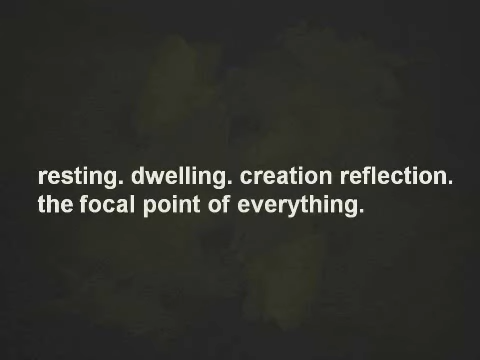 resting. dwelling. creation reflection.
the focal point of everything.